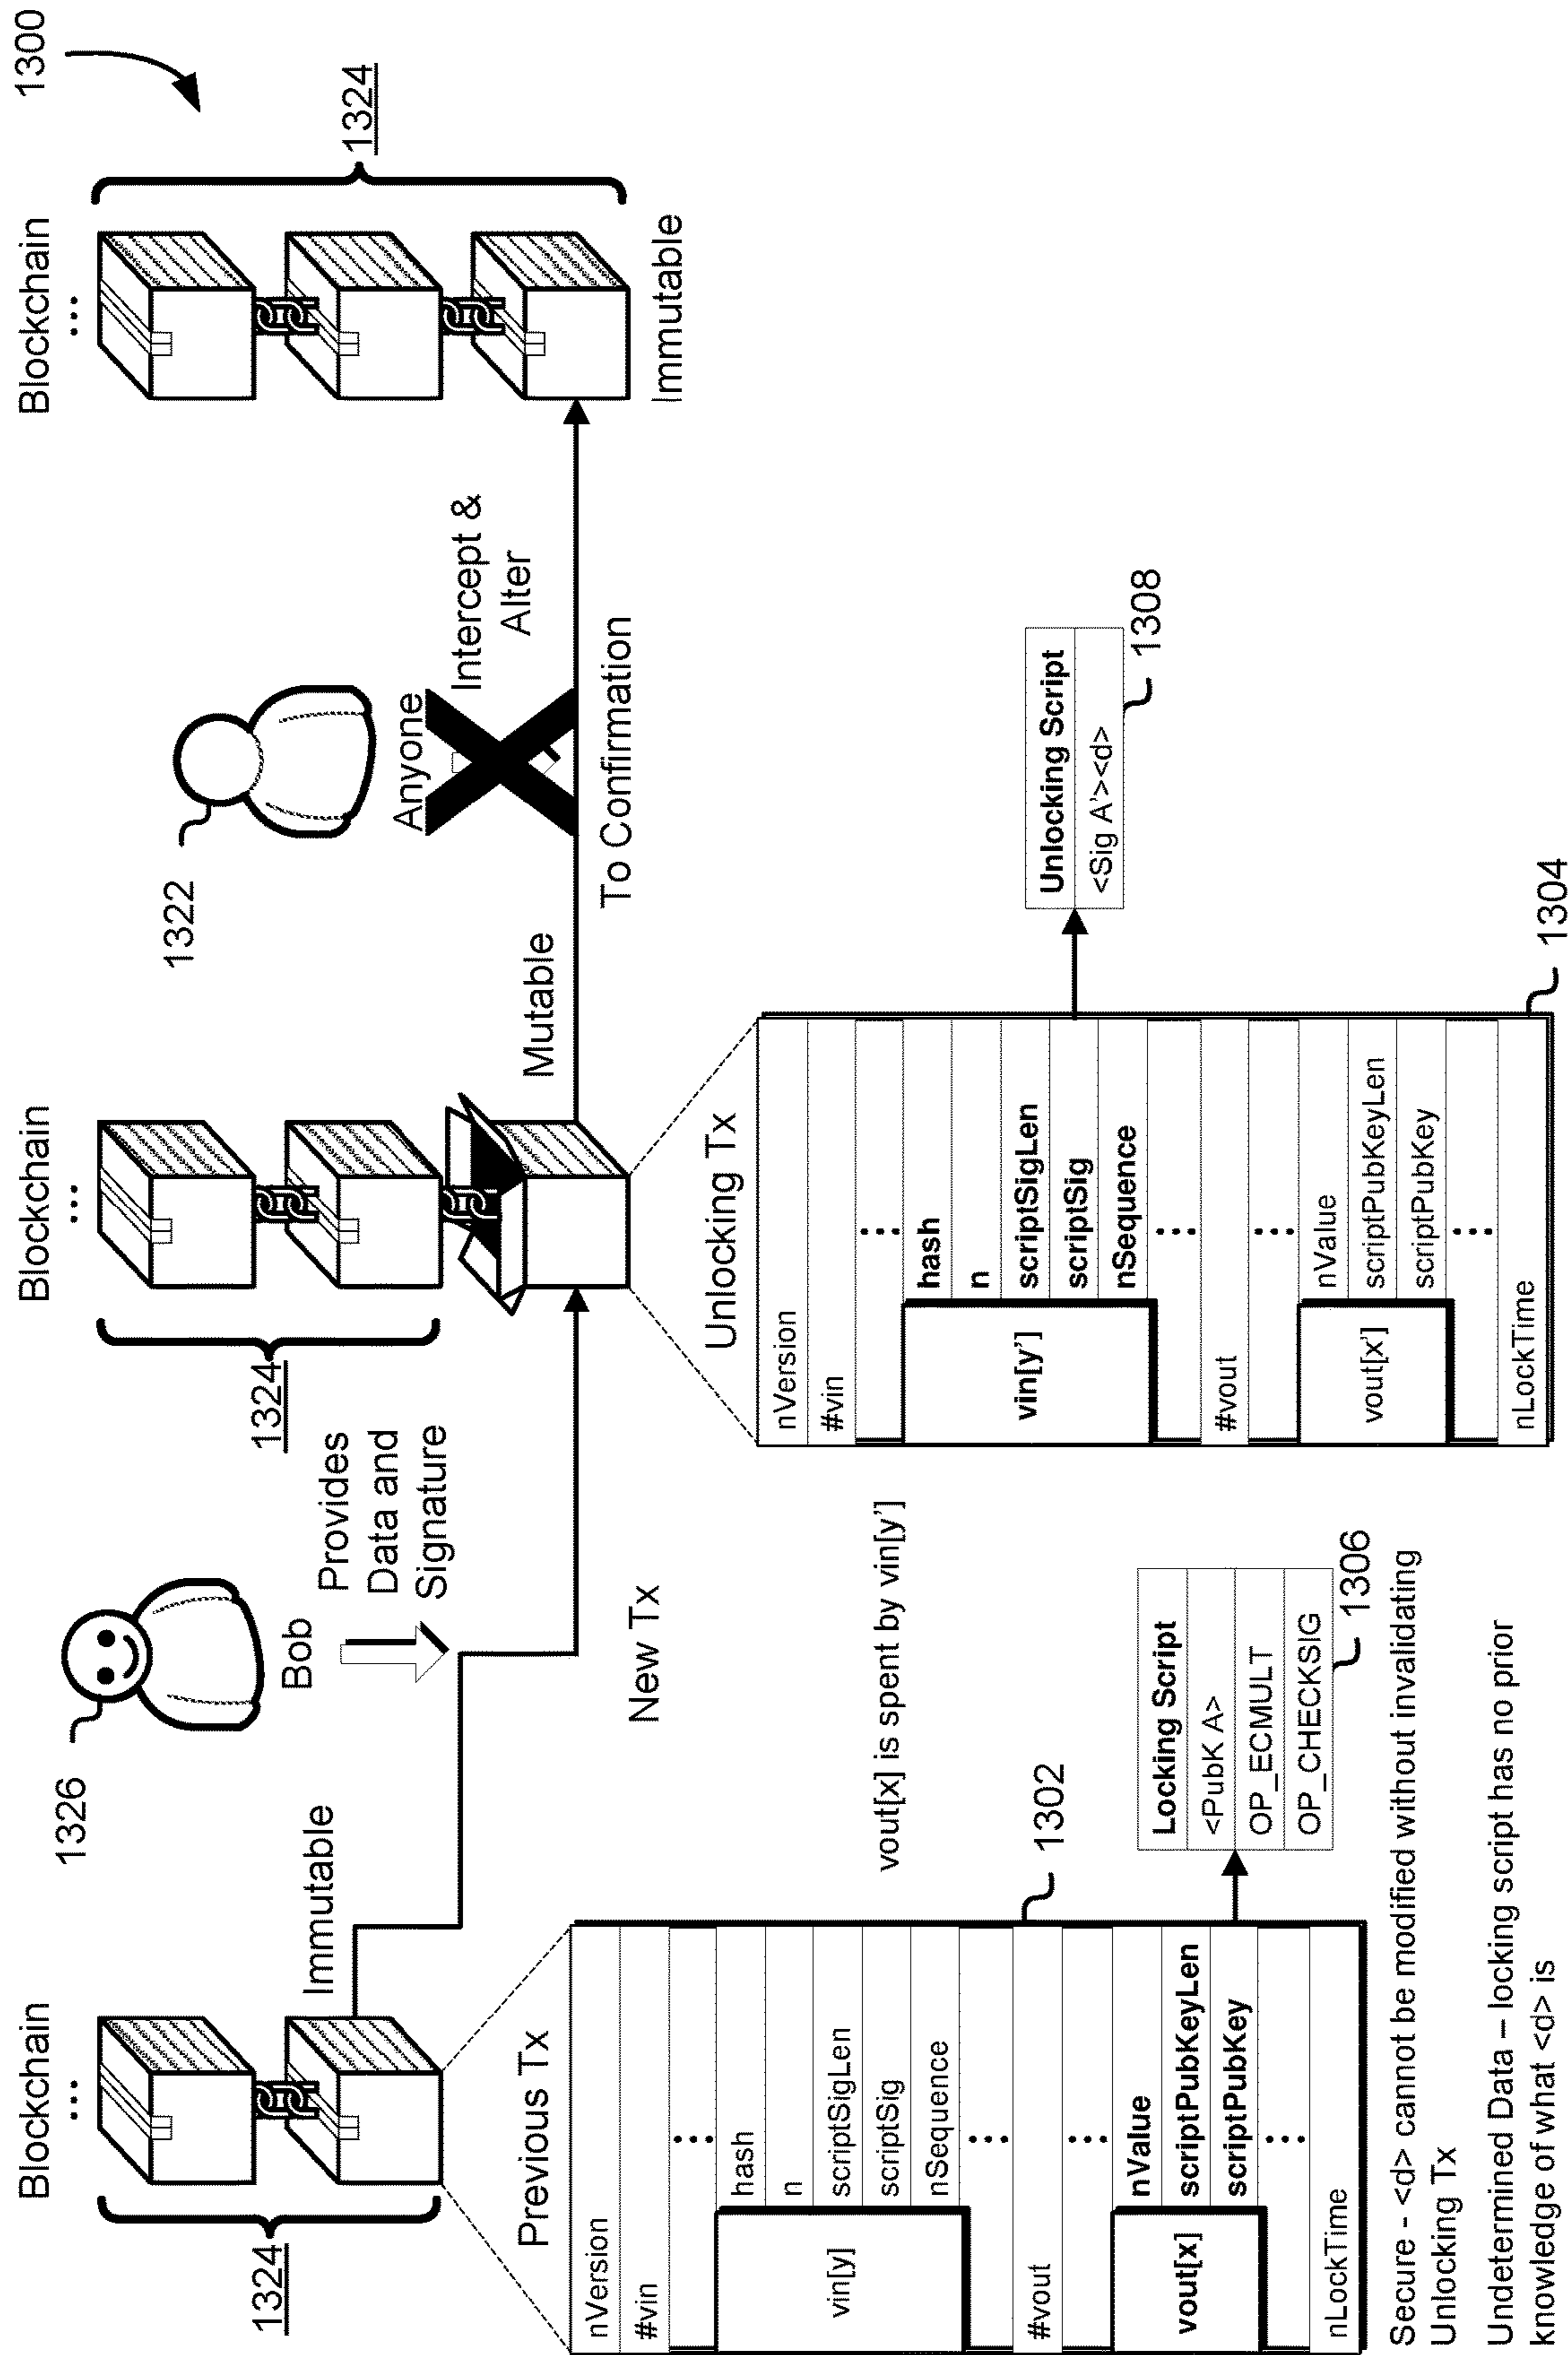 1300
Blockchain
...
1324
Immutable
1326
Bob
Provides
Data and
Signature
New Tx
Blockchain
...
1324
Mutable
1322
Anyone
Intercept &
Alter
To Confirmation
Blockchain
...
1324
Immutable
Previous Tx
nVersion
#vin
...
vin[y]
hash
n
scriptSigLen
scriptSig
nSequence
...
#vout
...
vout[x]
nValue
scriptPubKeyLen
scriptPubKey
...
nLockTime
1302
vout[x] is spent by vin[y']
Locking Script
<PubK A>
OP_ECMULT
OP_CHECKSIG
1306
Unlocking Tx
nVersion
#vin
...
vin[y']
hash
n
scriptSigLen
scriptSig
nSequence
...
#vout
...
vout[x']
nValue
scriptPubKeyLen
scriptPubKey
...
nLockTime
1304
Unlocking Script
<Sig A'><d>
1308
Secure - <d> cannot be modified without invalidating
Unlocking Tx
Undetermined Data – locking script has no prior
knowledge of what <d> is